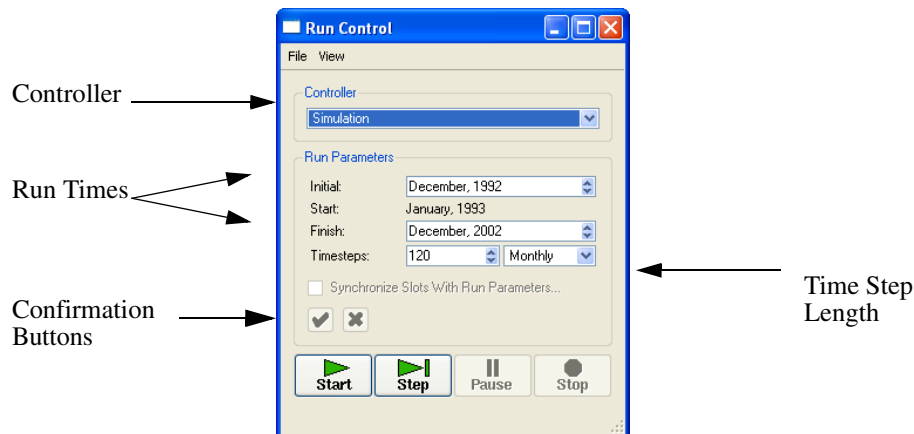 Run Control
File View
Controller
Controller
Simulation
Run Parameters
Run Times
Initial: December, 1992
Start: January, 1993
Finish: December, 2002
Timesteps: 120 Monthly
Time Step
Length
Synchronize Slots With Run Parameters...
Confirmation
Buttons
Start Step Pause Stop